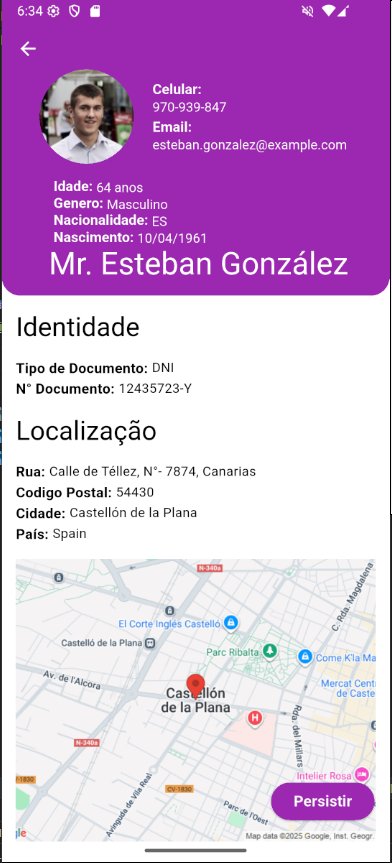 6:34
Celular:
970-939-847
Email:
esteban.gonzalez@example.com
Idade: 64 anos
Genero: Masculino
Nacionalidade: ES
Nascimento: 10/04/1961
Mr. Esteban González
Identidade
Tipo de Documento: DNI
N° Documento: 12435723-Y
Localização
Rua: Calle de Téllez, N°- 7874, Canarias
Codigo Postal: 54430
Cidade: Castellón de la Plana
País: Spain
N-340a
C. Rda. Magdalena
El Corte Inglés Castelló
Castelló de la Plana
Parc Ribalta
Come K'la Ma
Av. de l'Alcora
Castellón
de la Plana
Mercat Cent
de Caste
H
Rda. del Millars
N-340a
Intelier Rosa
-1830
CV-1830
Avinguda de Vila Real
Parc de l'Oest
Persistir
gle
Map data ©2025 Google, Inst. Geogr.